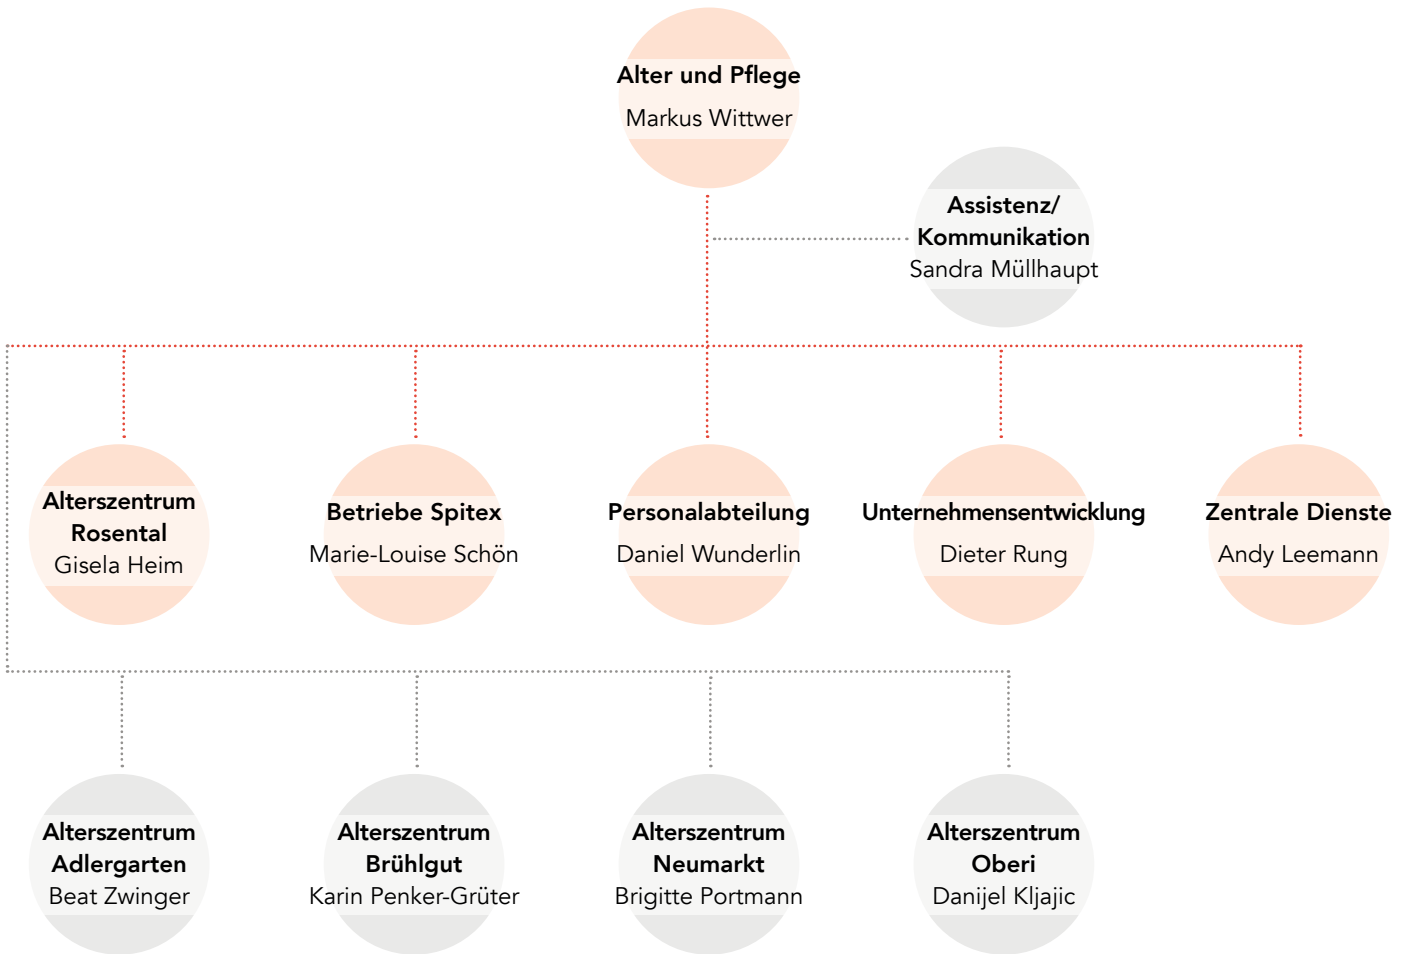 Alter und Pflege
Markus Wittwer
Assistenz/
Kommunikation
Sandra Müllhaupt
Alterszentrum
Rosental
Gisela Heim
Betriebe Spitex
Marie-Louise Schön
Personalabteilung
Daniel Wunderlin
Unternehmensentwicklung
Dieter Rung
Zentrale Dienste
Andy Leemann
Alterszentrum
Adlergarten
Beat Zwinger
Alterszentrum
Brühlgut
Karin Penker-Grüter
Alterszentrum
Neumarkt
Brigitte Portmann
Alterszentrum
Oberi
Danijel Kljajic